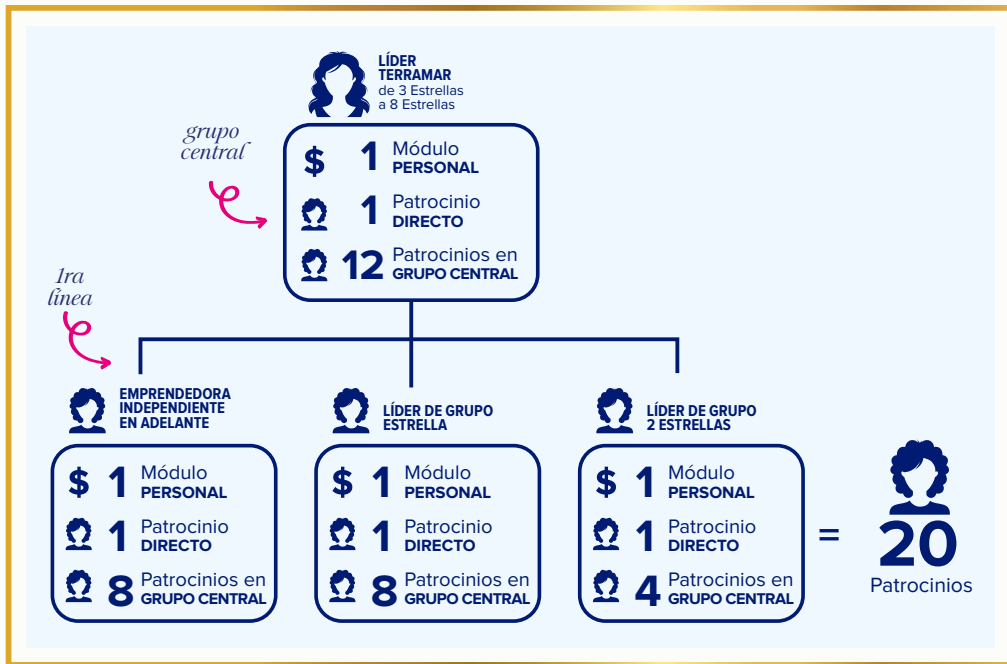 LÍDER
TERRAMAR
de 3 Estrellas
a 8 Estrellas
grupo
central
$ 1 Módulo
PERSONAL
1 Patrocinio
DIRECTO
12 Patrocinios en
GRUPO CENTRAL
1ra
línea
EMPRENDEDORA
INDEPENDIENTE
EN ADELANTE
$ 1 Módulo
PERSONAL
1 Patrocinio
DIRECTO
8 Patrocinios en
GRUPO CENTRAL
LÍDER DE GRUPO
ESTRELLA
$ 1 Módulo
PERSONAL
1 Patrocinio
DIRECTO
8 Patrocinios en
GRUPO CENTRAL
LÍDER DE GRUPO
2 ESTRELLAS
$ 1 Módulo
PERSONAL
1 Patrocinio
DIRECTO
4 Patrocinios en
GRUPO CENTRAL
=
20
Patrocinios